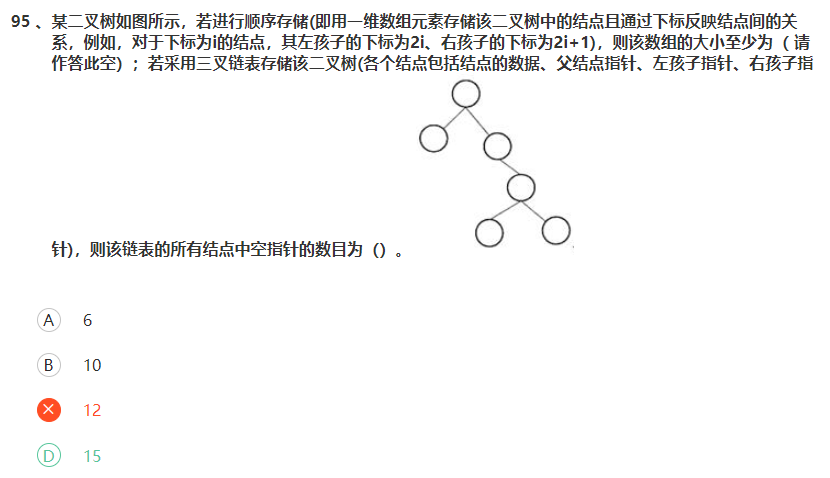 95 、某二叉树如图所示，若进行顺序存储(即用一维数组元素存储该二叉树中的结点且通过下标反映结点间的关
系，例如，对于下标为i的结点，其左孩子的下标为2i、右孩子的下标为2i+1)，则该数组的大小至少为（ 请
作答此空）；若采用三叉链表存储该二叉树(各个结点包括结点的数据、父结点指针、左孩子指针、右孩子指
针)，则该链表的所有结点中空指针的数目为（）。
A 6
B 10
12
D 15